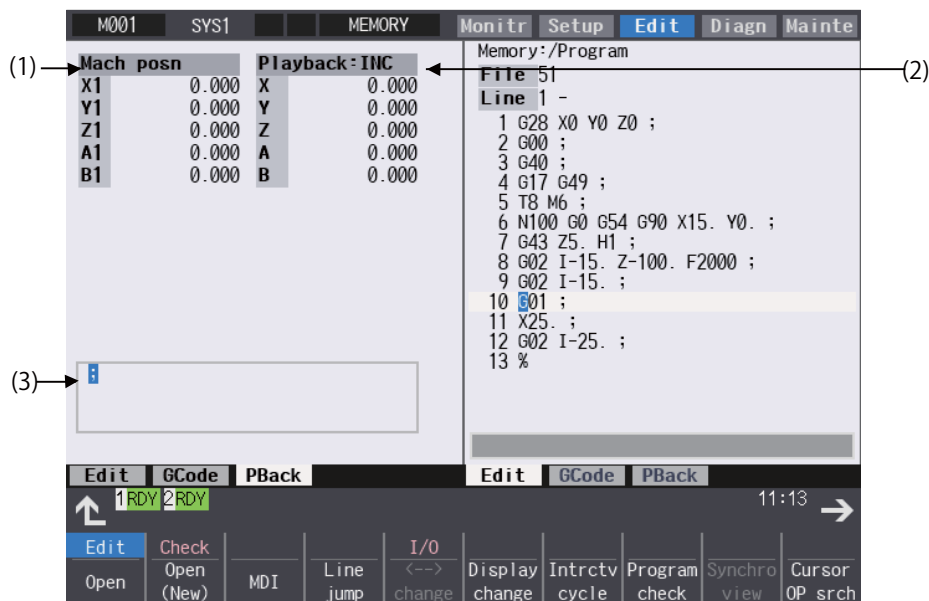 M001 SYS1 MEMORY Monitr Setup Edit Diagn Mainte
(1) Mach posn Playback:INC (2)
X1 0.000 X 0.000
Y1 0.000 Y 0.000
Z1 0.000 Z 0.000
A1 0.000 A 0.000
B1 0.000 B 0.000
Memory:/Program
File 51
Line 1 -
1 G28 X0 Y0 Z0 ;
2 G00 ;
3 G40 ;
4 G17 G49 ;
5 T8 M6 ;
6 N100 G0 G54 G90 X15. Y0. ;
7 G43 Z5. H1 ;
8 G02 I-15. Z-100. F2000 ;
9 G02 I-15. ;
10 G01 ;
11 X25. ;
12 G02 I-25. ;
13 %
(3) ;
Edit GCode PBack Edit GCode PBack
1 RDY 2 RDY 11:13
Edit Check I/O
Open Open (New) MDI Line jump <--> change Display change Intrctv cycle Program check Synchro view Cursor OP srch